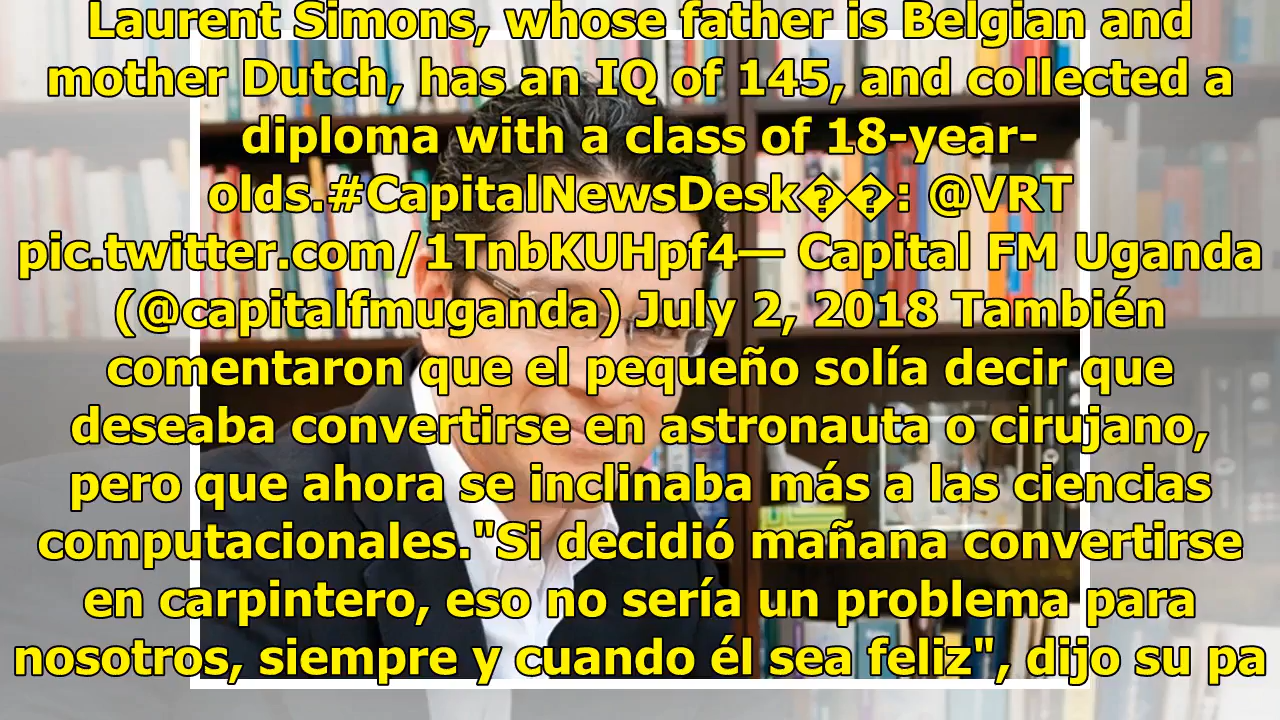 Laurent Simons, whose father is Belgian and
mother Dutch, has an IQ of 145, and collected a
diploma with a class of 18-year-
olds.#CapitalNewsDesk��: @VRT
pic.twitter.com/1TnbKUHpf4— Capital FM Uganda
(@capitalfmuganda) July 2, 2018 También
comentaron que el pequeño solía decir que
deseaba convertirse en astronauta o cirujano,
pero que ahora se inclinaba más a las ciencias
computacionales."Si decidió mañana convertirse
en carpintero, eso no sería un problema para
nosotros, siempre y cuando él sea feliz", dijo su pa